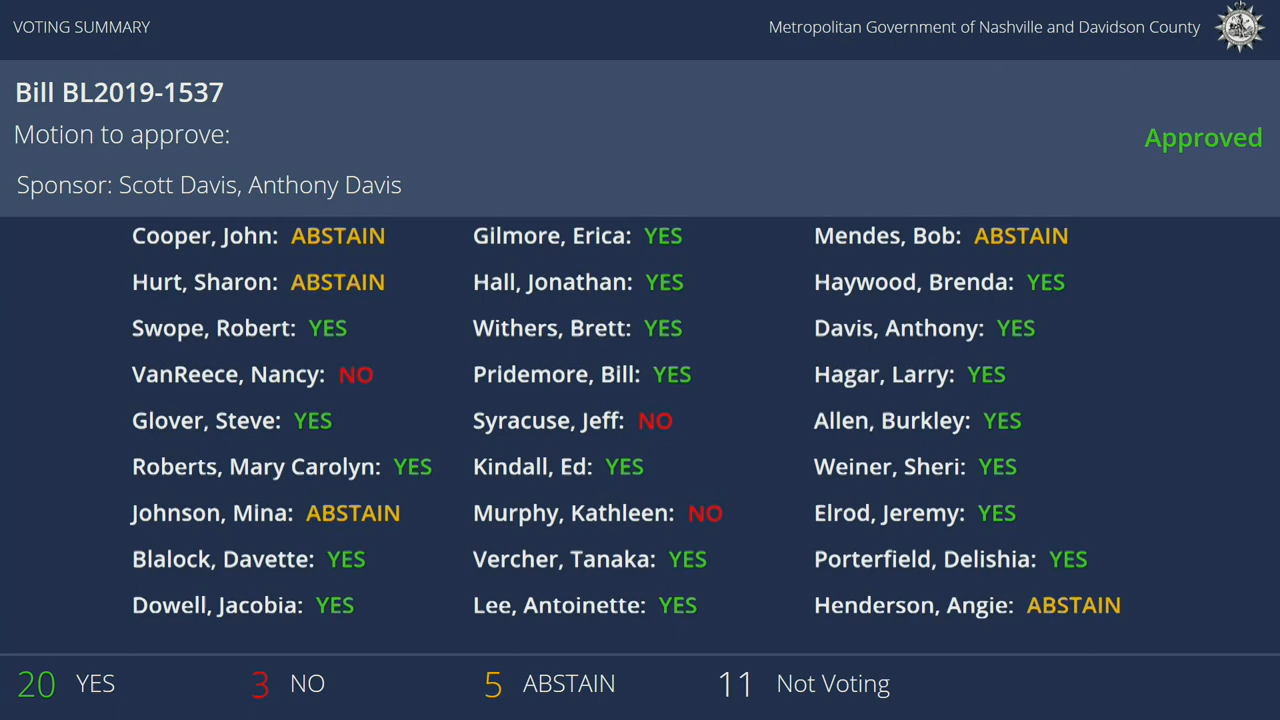 VOTING SUMMARY
Metropolitan Government of Nashville and Davidson County
Bill BL2019-1537
Motion to approve:
Approved
Sponsor: Scott Davis, Anthony Davis
Cooper, John: ABSTAIN Gilmore, Erica: YES Mendes, Bob: ABSTAIN
Hurt, Sharon: ABSTAIN Hall, Jonathan: YES Haywood, Brenda: YES
Swope, Robert: YES Withers, Brett: YES Davis, Anthony: YES
VanReece, Nancy: NO Pridemore, Bill: YES Hagar, Larry: YES
Glover, Steve: YES Syracuse, Jeff: NO Allen, Burkley: YES
Roberts, Mary Carolyn: YES Kindall, Ed: YES Weiner, Sheri: YES
Johnson, Mina: ABSTAIN Murphy, Kathleen: NO Elrod, Jeremy: YES
Blalock, Davette: YES Vercher, Tanaka: YES Porterfield, Delishia: YES
Dowell, Jacobia: YES Lee, Antoinette: YES Henderson, Angie: ABSTAIN
20 YES 3 NO 5 ABSTAIN 11 Not Voting